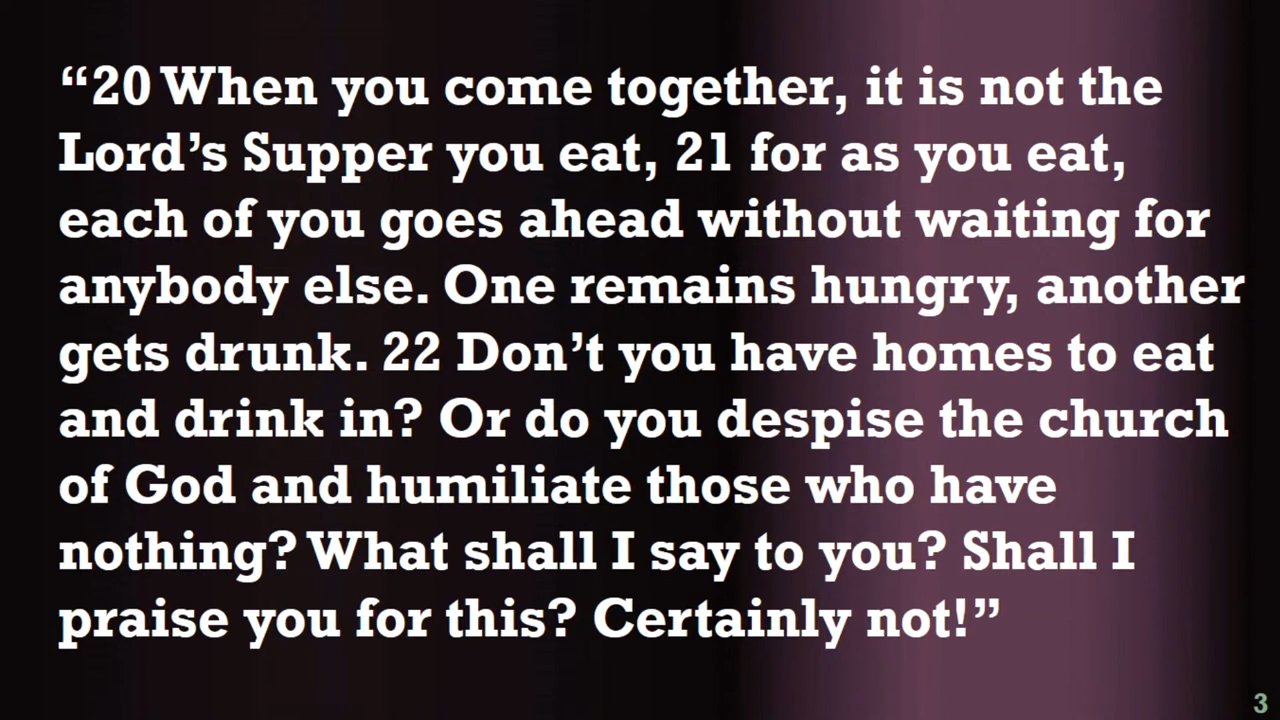 “20 When you come together, it is not the
Lord’s Supper you eat, 21 for as you eat,
each of you goes ahead without waiting for
anybody else. One remains hungry, another
gets drunk. 22 Don’t you have homes to eat
and drink in? Or do you despise the church
of God and humiliate those who have
nothing? What shall I say to you? Shall I
praise you for this? Certainly not!”
3